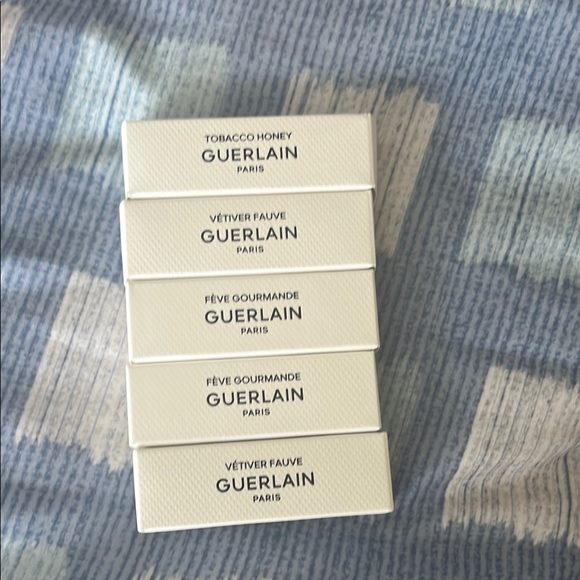 TOBACCO HONEY
GUERLAIN
PARIS
VÉTIVER FAUVE
GUERLAIN
PARIS
FÈVE GOURMANDE
GUERLAIN
PARIS
FÈVE GOURMANDE
GUERLAIN
PARIS
VÉTIVER FAUVE
GUERLAIN
PARIS